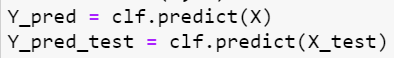 Y_pred = clf.predict(X)
Y_pred_test = clf.predict(X_test)